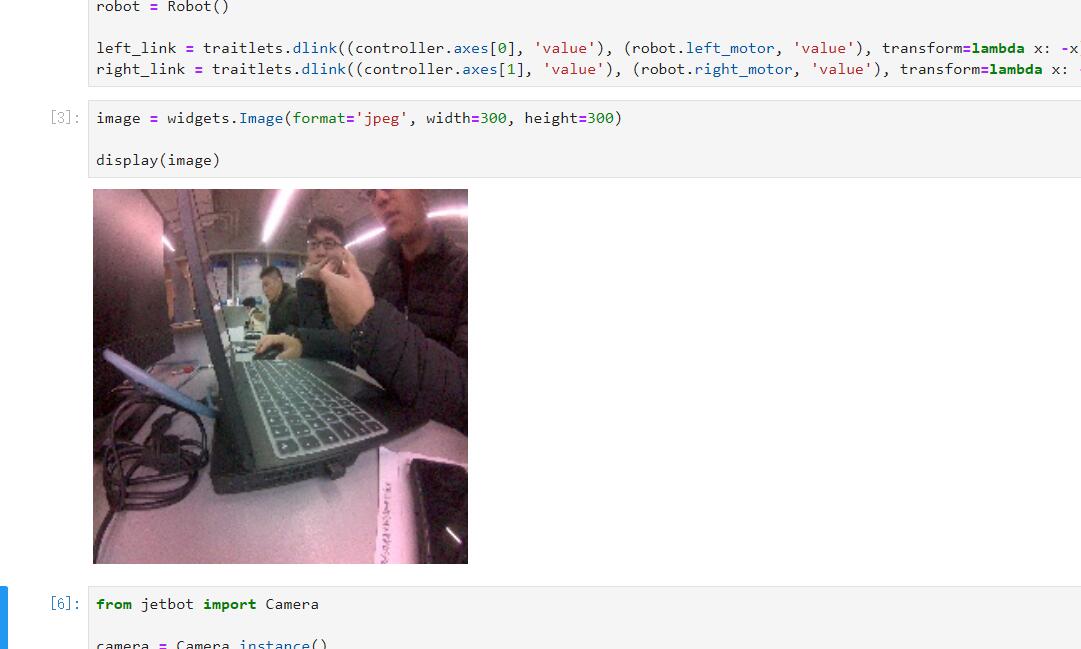 robot = Robot()
left_link = traitlets.dlink((controller.axes[0], 'value'), (robot.left_motor, 'value'), transform=lambda x: -x
right_link = traitlets.dlink((controller.axes[1], 'value'), (robot.right_motor, 'value'), transform=lambda x: -
[3]: image = widgets.Image(format='jpeg', width=300, height=300)
display(image)
[6]: from jetbot import Camera
camera = Camera.instance()